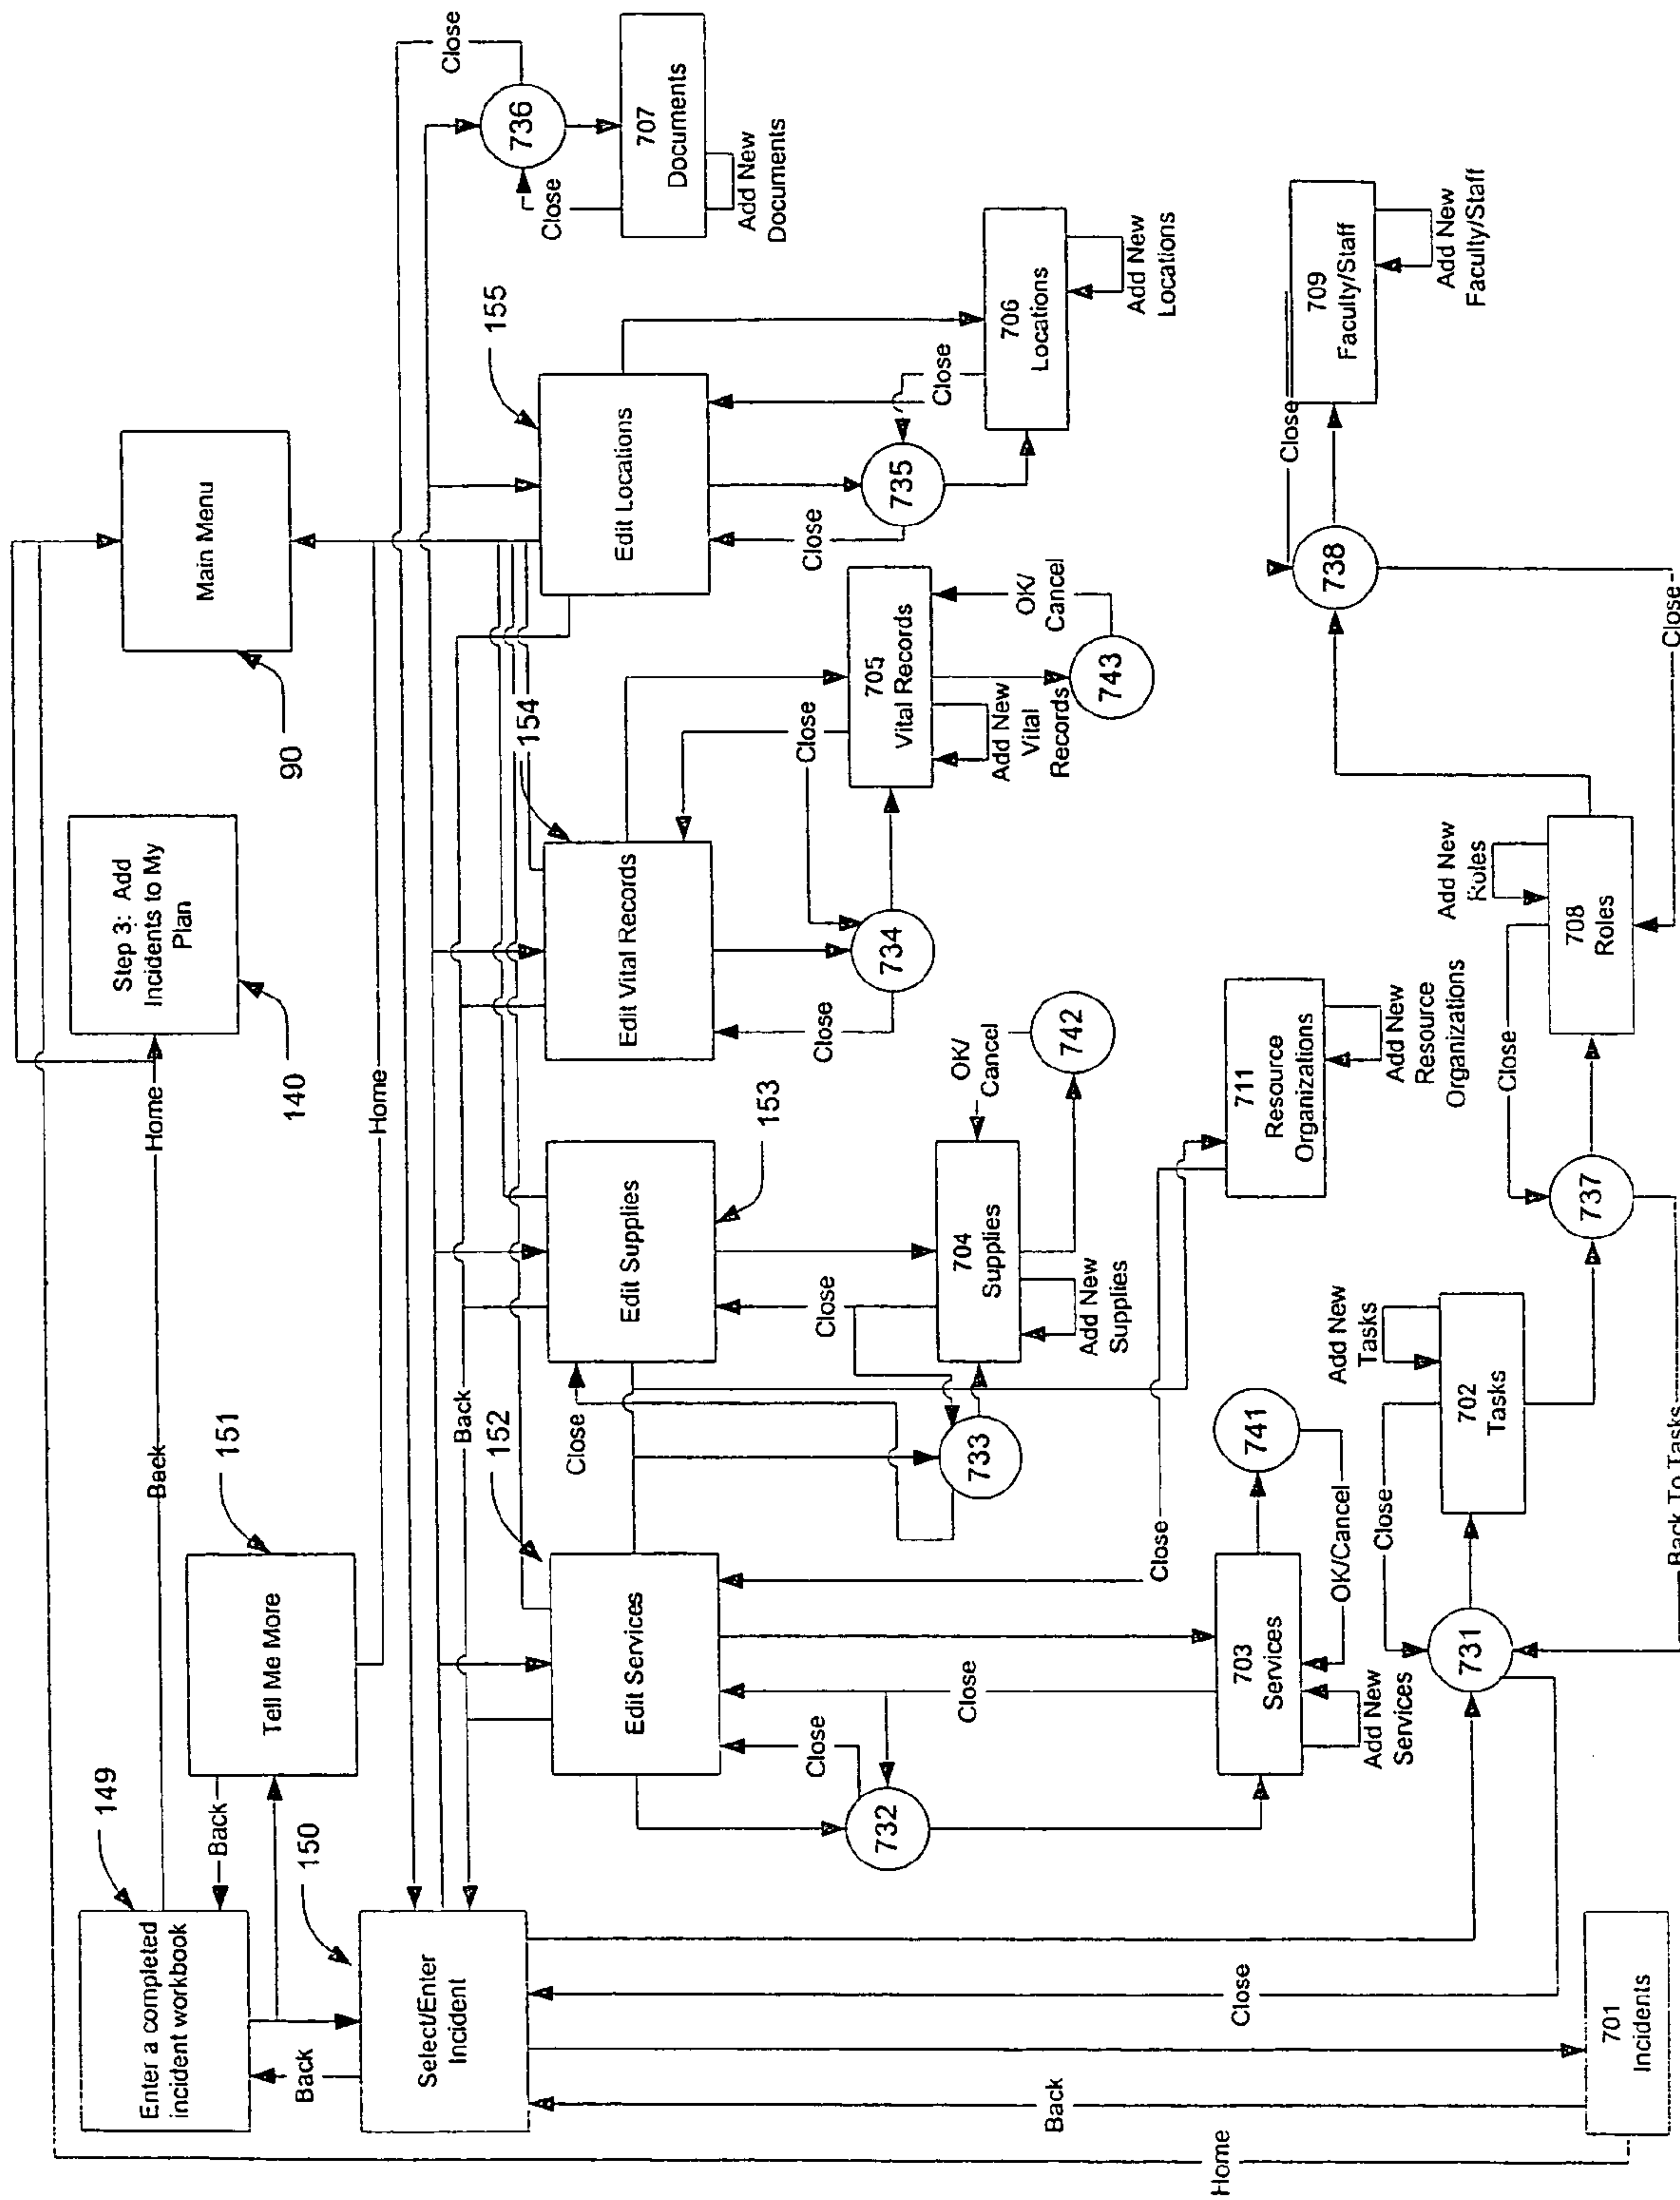 Close
736
707
Documents
Close
Add New
Documents
155
Main Menu
90
Edit Locations
Close
735
Close
706
Locations
Add New
Locations
709
Faculty/Staff
Add New
Faculty/Staff
Close
738
Close
Step 3: Add
Incidents to My
Plan
140
Home
Home
Back
154
Edit Vital Records
Close
734
Close
705
Vital Records
Add New
Vital
Records
OK/
Cancel
743
153
Edit Supplies
Close
Close
704
Supplies
Add New
Supplies
OK/
Cancel
742
733
711
Resource
Organizations
Add New
Resource
Organizations
Add New
Roles
708
Roles
Close
737
Back To Tasks
151
Tell Me More
Back
Back
152
Edit Services
Close
732
Close
Close
703
Services
Add New
Services
OK/Cancel
741
Add New
Tasks
702
Tasks
Close
731
149
Enter a completed
incident workbook
150
Back
Select/Enter
Incident
Close
Back
701
Incidents
Home